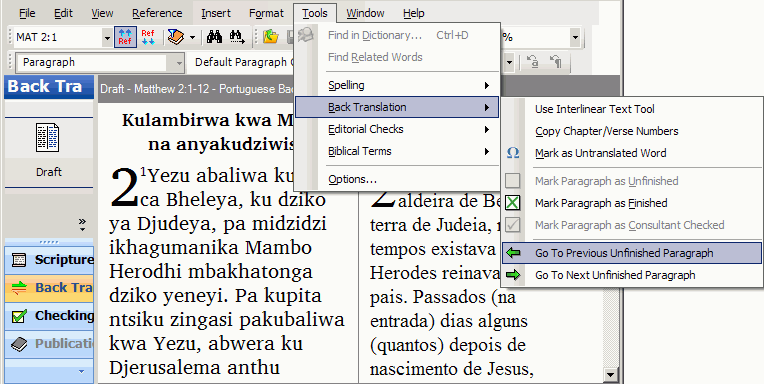 File Edit View Reference Insert Format Tools Window Help
MAT 2:1 Ref Ref %
Paragraph Default Paragraph
Find in Dictionary... Ctrl+D
Find Related Words
Spelling
Back Translation
Editorial Checks
Biblical Terms
Options...
Use Interlinear Text Tool
Copy Chapter/Verse Numbers
Mark as Untranslated Word
Mark Paragraph as Unfinished
Mark Paragraph as Finished
Mark Paragraph as Consultant Checked
Go To Previous Unfinished Paragraph
Go To Next Unfinished Paragraph
Back Tra
Draft
Scripture
Back Tra
Checking
Publication
Draft - Matthew 2:1-12 - Portuguese Bac
Kulambirwa kwa M
na anyakudziwis
2 1Yezu abaliwa ku
ca Bheleya, ku dziko
ya Djudeya, pa midzidzi
ikhagumanika Mambo
Herodhi mbakhatonga
dziko yeneyi. Pa kupita
ntsiku zingasi pakubaliwa
kwa Yezu, abwera ku
Djerusalema anthu
aldeira de Be
terra de Judeia, n
tempos existava
Herodes reinava
pais. Passados (na
entrada) dias alguns
(quantos) depois de
nascimento de Jesus,